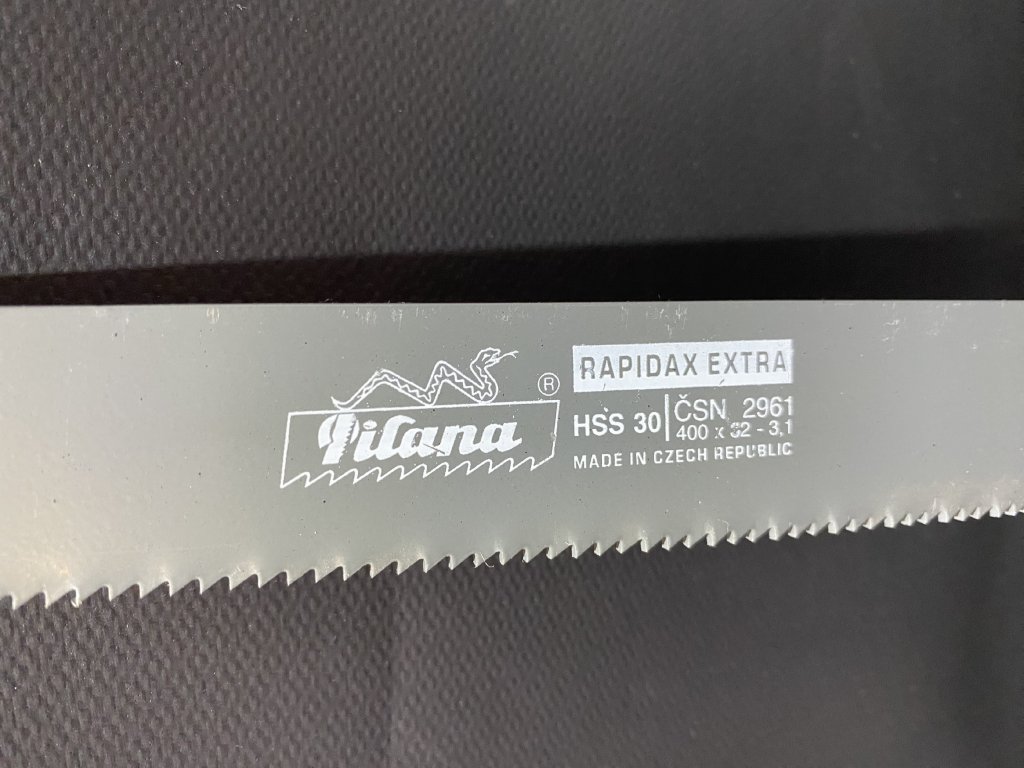 Pilana ®
RAPIDAX EXTRA
HSS 30
ČSN 2961
400 x 32 - 3,1
MADE IN CZECH REPUBLIC